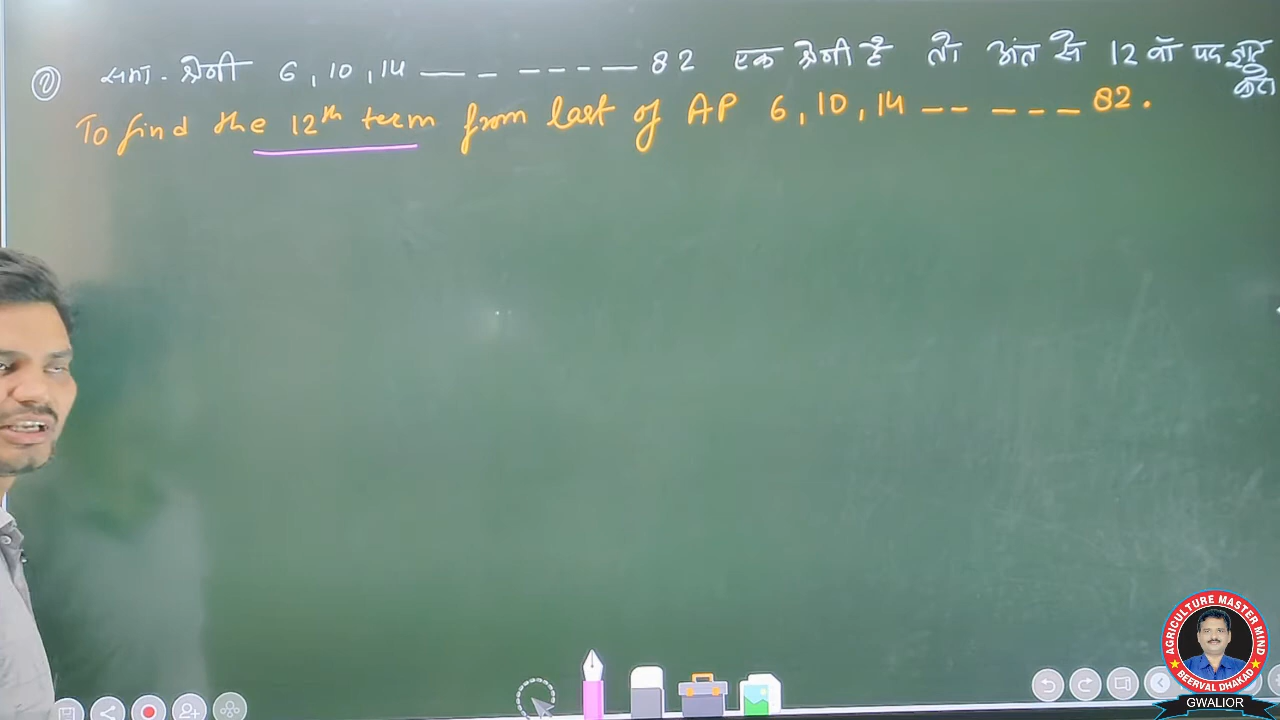 ① समा. श्रेणी 6, 10, 14 — - - - - - — 82 एक श्रेणी है तो अंत से 12 वाँ पद ज्ञात करो
To find the 12th term from last of AP 6, 10, 14 - - - - - 82.
AGRICULTURE MASTER MIND
BEERVAL DHAKAD
GWALIOR